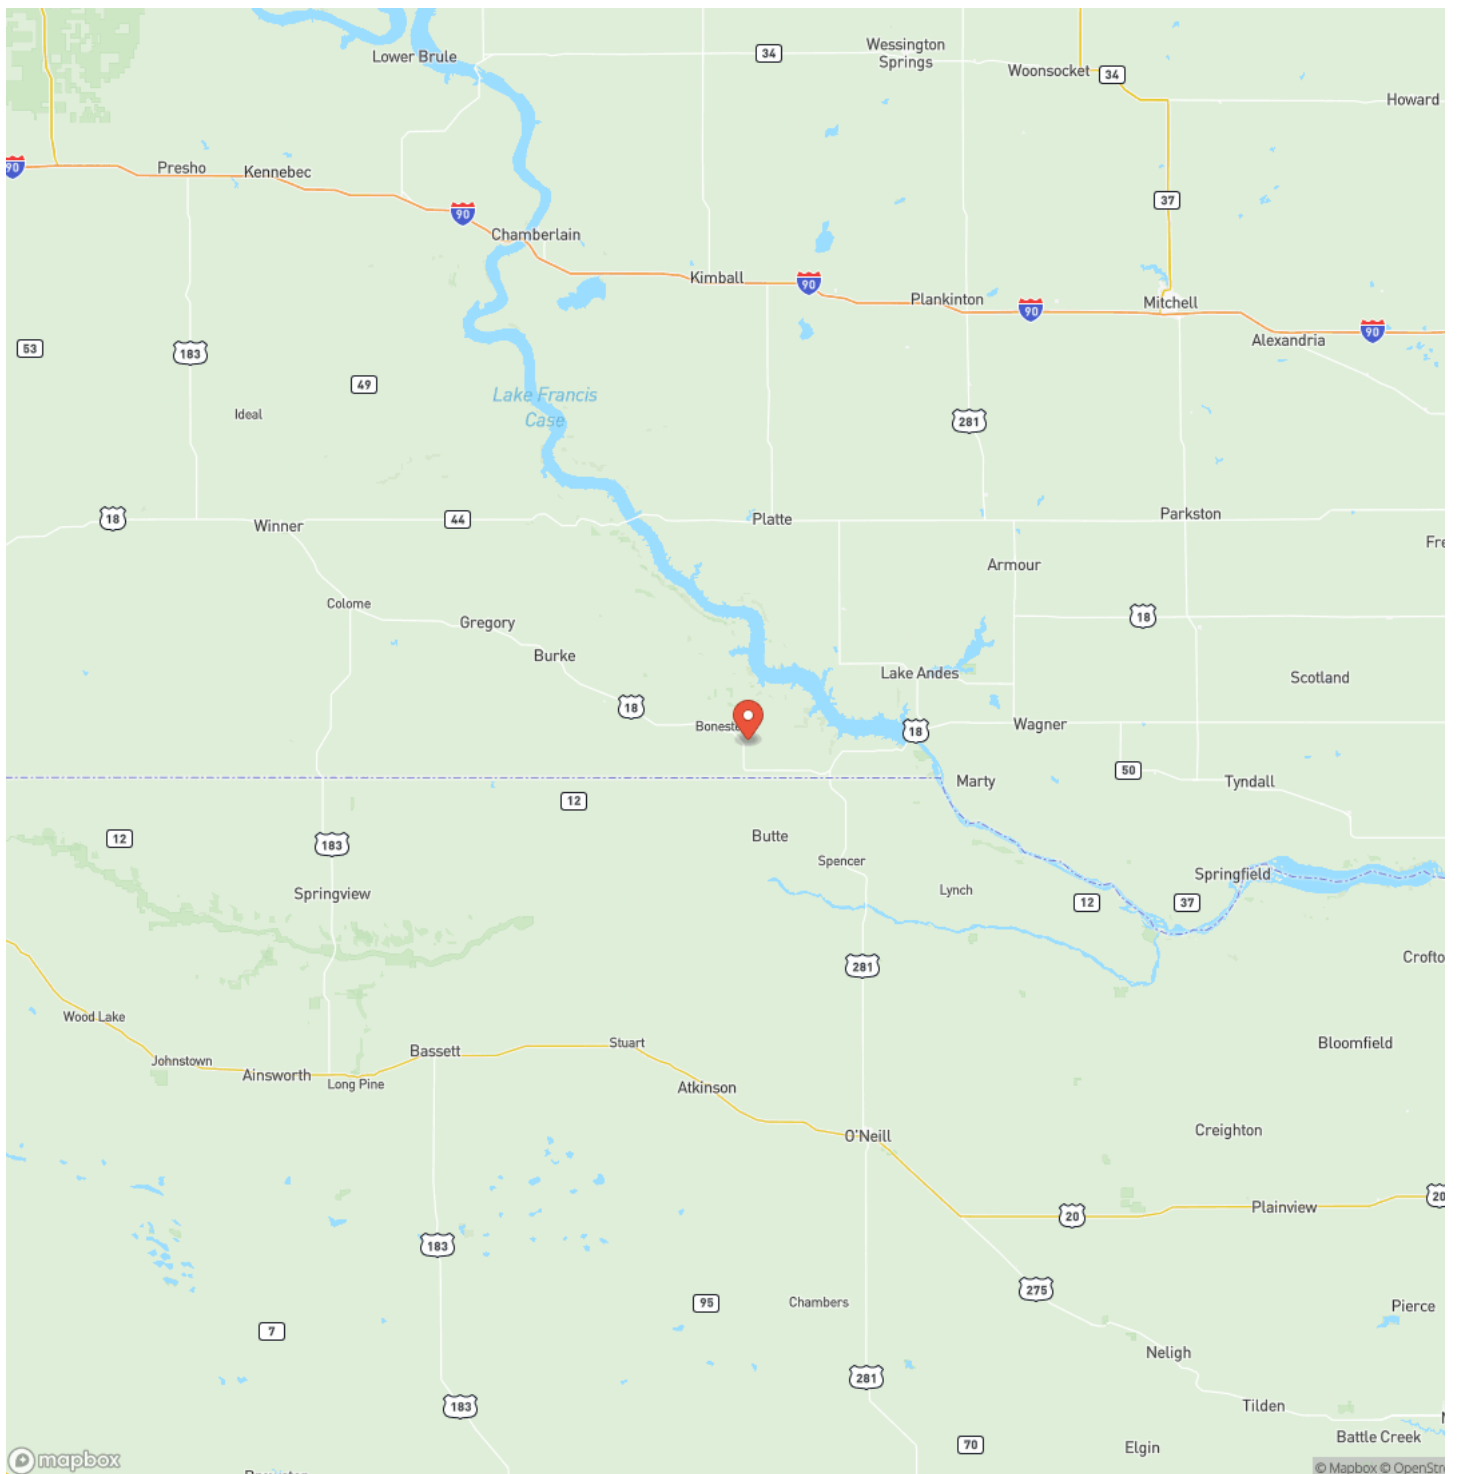 Lower Brule
34
Wessington
Springs
Woonsocket
34
Howard
90
Presho
Kennebec
90
37
Chamberlain
Kimball
90
Plankinton
90
Mitchell
90
Alexandria
53
183
49
Lake Francis
Case
Ideal
281
18
Winner
44
Platte
Parkston
Fre
Armour
Colome
Gregory
18
Burke
Lake Andes
Scotland
18
Boneste
18
Wagner
50
Marty
Tyndall
12
12
183
Butte
Spencer
Springfield
Springview
Lynch
12
37
281
Crofto
Wood Lake
Johnstown
Bassett
Stuart
Bloomfield
Ainsworth
Long Pine
Atkinson
O'Neill
Creighton
20
Plainview
20
183
275
95
Chambers
Pierce
7
Neligh
281
183
Tilden
70
Elgin
Battle Creek
mapbox
© Mapbox © OpenStre